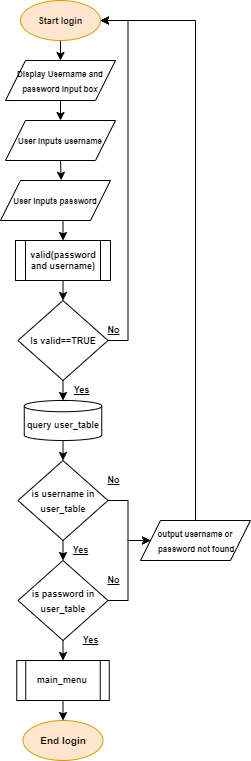 Start login
Display Username and
password Input box
User Inputs username
User Inputs password
valid(password
and username)
Is valid==TRUE
No
Yes
query user_table
is username in
user_table
No
Yes
output username or
password not found
is password in
user_table
No
Yes
main_menu
End login